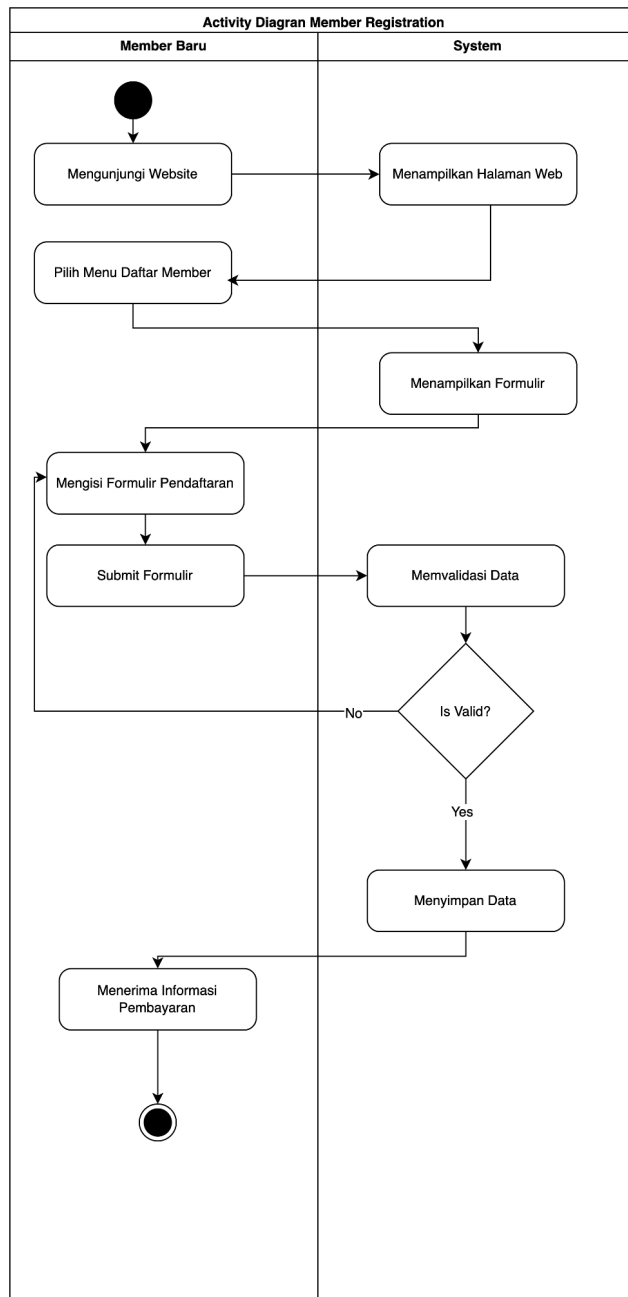 Activity Diagran Member Registration
Member Baru
System
Mengunjungi Website
Menampilkan Halaman Web
Pilih Menu Daftar Member
Menampilkan Formulir
Mengisi Formulir Pendaftaran
Submit Formulir
Memvalidasi Data
Is Valid?
No
Yes
Menyimpan Data
Menerima Informasi
Pembayaran